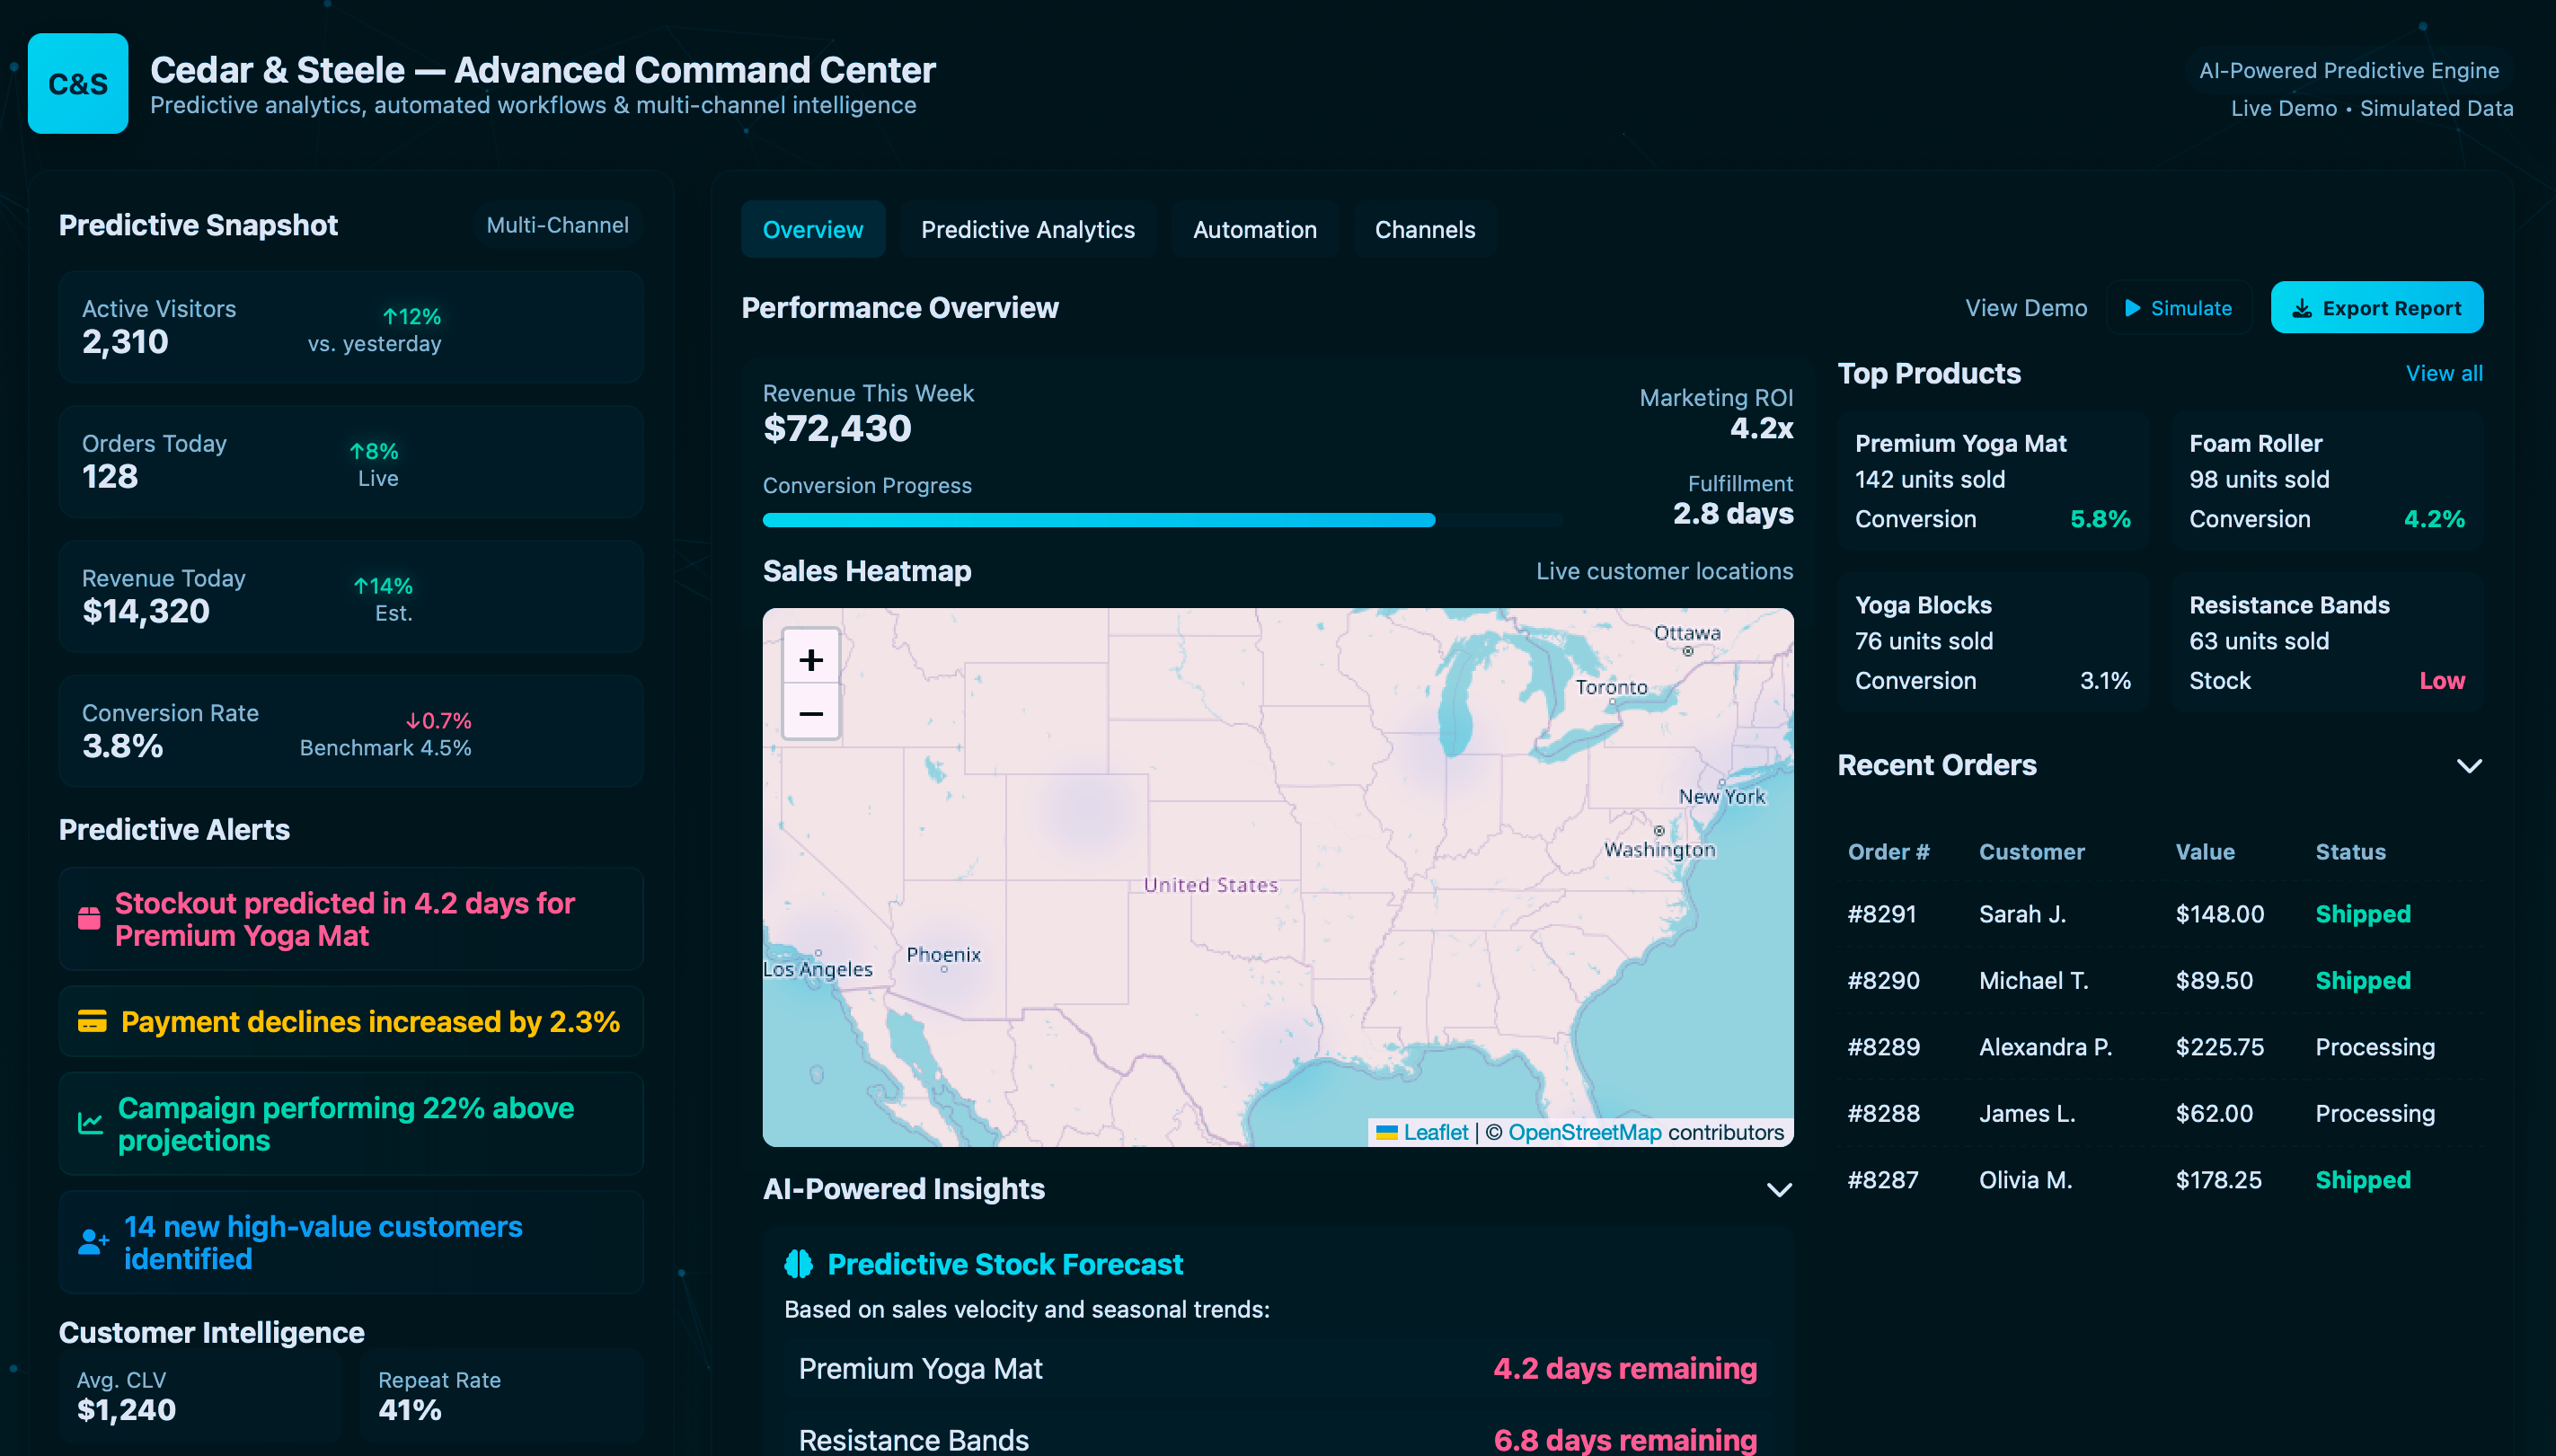 C&S
Cedar & Steele — Advanced Command Center
Predictive analytics, automated workflows & multi-channel intelligence
AI-Powered Predictive Engine
Live Demo • Simulated Data
Predictive Snapshot
Multi-Channel
Active Visitors
2,310
↑12%
vs. yesterday
Orders Today
128
↑8%
Live
Revenue Today
$14,320
↑14%
Est.
Conversion Rate
3.8%
↓0.7%
Benchmark 4.5%
Predictive Alerts
Stockout predicted in 4.2 days for
Premium Yoga Mat
Payment declines increased by 2.3%
Campaign performing 22% above
projections
14 new high-value customers
identified
Customer Intelligence
Avg. CLV
$1,240
Repeat Rate
41%
Overview
Predictive Analytics
Automation
Channels
Performance Overview
View Demo
Simulate
Export Report
Revenue This Week
$72,430
Marketing ROI
4.2x
Conversion Progress
Fulfillment
2.8 days
Sales Heatmap
Live customer locations
+
−
Ottawa
Toronto
New York
Washington
United States
Phoenix
Los Angeles
Leaflet | © OpenStreetMap contributors
AI-Powered Insights
Predictive Stock Forecast
Based on sales velocity and seasonal trends:
Premium Yoga Mat
4.2 days remaining
Resistance Bands
6.8 days remaining
Top Products
View all
Premium Yoga Mat
142 units sold
Conversion 5.8%
Foam Roller
98 units sold
Conversion 4.2%
Yoga Blocks
76 units sold
Conversion 3.1%
Resistance Bands
63 units sold
Stock Low
Recent Orders
Order # Customer Value Status
#8291 Sarah J. $148.00 Shipped
#8290 Michael T. $89.50 Shipped
#8289 Alexandra P. $225.75 Processing
#8288 James L. $62.00 Processing
#8287 Olivia M. $178.25 Shipped